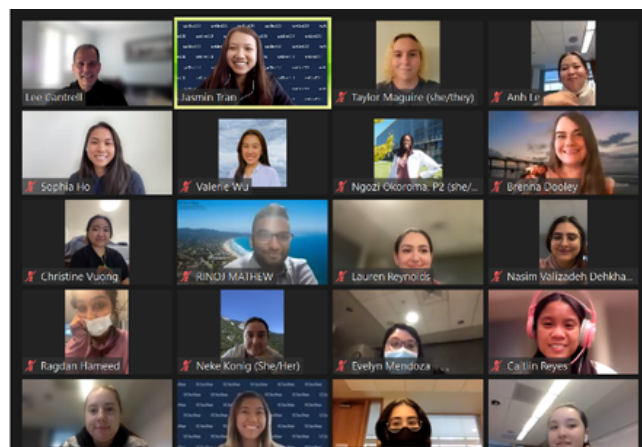 Lee Cantrell
Jasmin Tran
Taylor Maguire (she/they)
Anh Le
Sophia Ho
Valerie Wu
Ngozi Okoroma, P2 (she/...
Brenna Dooley
Christine Vuong
RINOJ MATHEW
Lauren Reynolds
Nasim Valizadeh Dehkha...
Ragdan Hameed
Neke Konig (She/Her)
Evelyn Mendoza
Caitlin Reyes